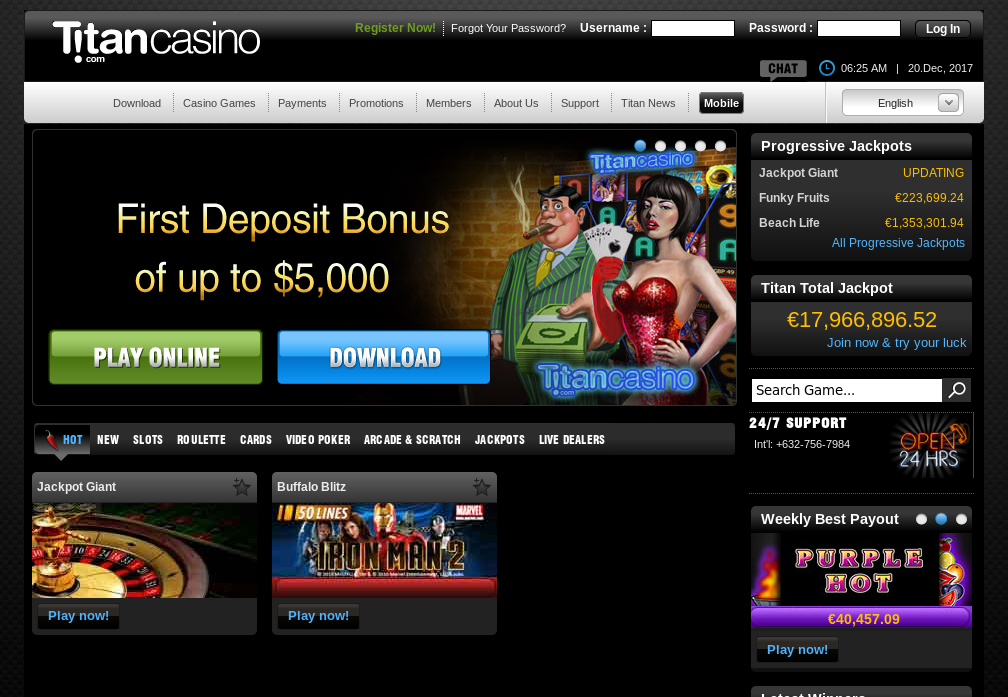 Titancasino
.com
Register Now! Forgot Your Password? Username : Password : Log In
CHAT 06:25 AM | 20.Dec, 2017
Download Casino Games Payments Promotions Members About Us Support Titan News Mobile English
Titancasino
First Deposit Bonus
of up to $5,000
PLAY ONLINE DOWNLOAD
Titancasino
.com
Progressive Jackpots
Jackpot Giant UPDATING
Funky Fruits €223,699.24
Beach Life €1,353,301.94
All Progressive Jackpots
Titan Total Jackpot
€17,966,896.52
Join now & try your luck
Search Game...
24/7 SUPPORT
Int'l: +632-756-7984
OPEN
24 HRS
HOT NEW SLOTS ROULETTE CARDS VIDEO POKER ARCADE & SCRATCH JACKPOTS LIVE DEALERS
Jackpot Giant
Play now!
Buffalo Blitz
50 LINES MARVEL
IRON MAN 2
Play now!
Weekly Best Payout
PURPLE
HOT
€40,457.09
Play now!
Latest Winners